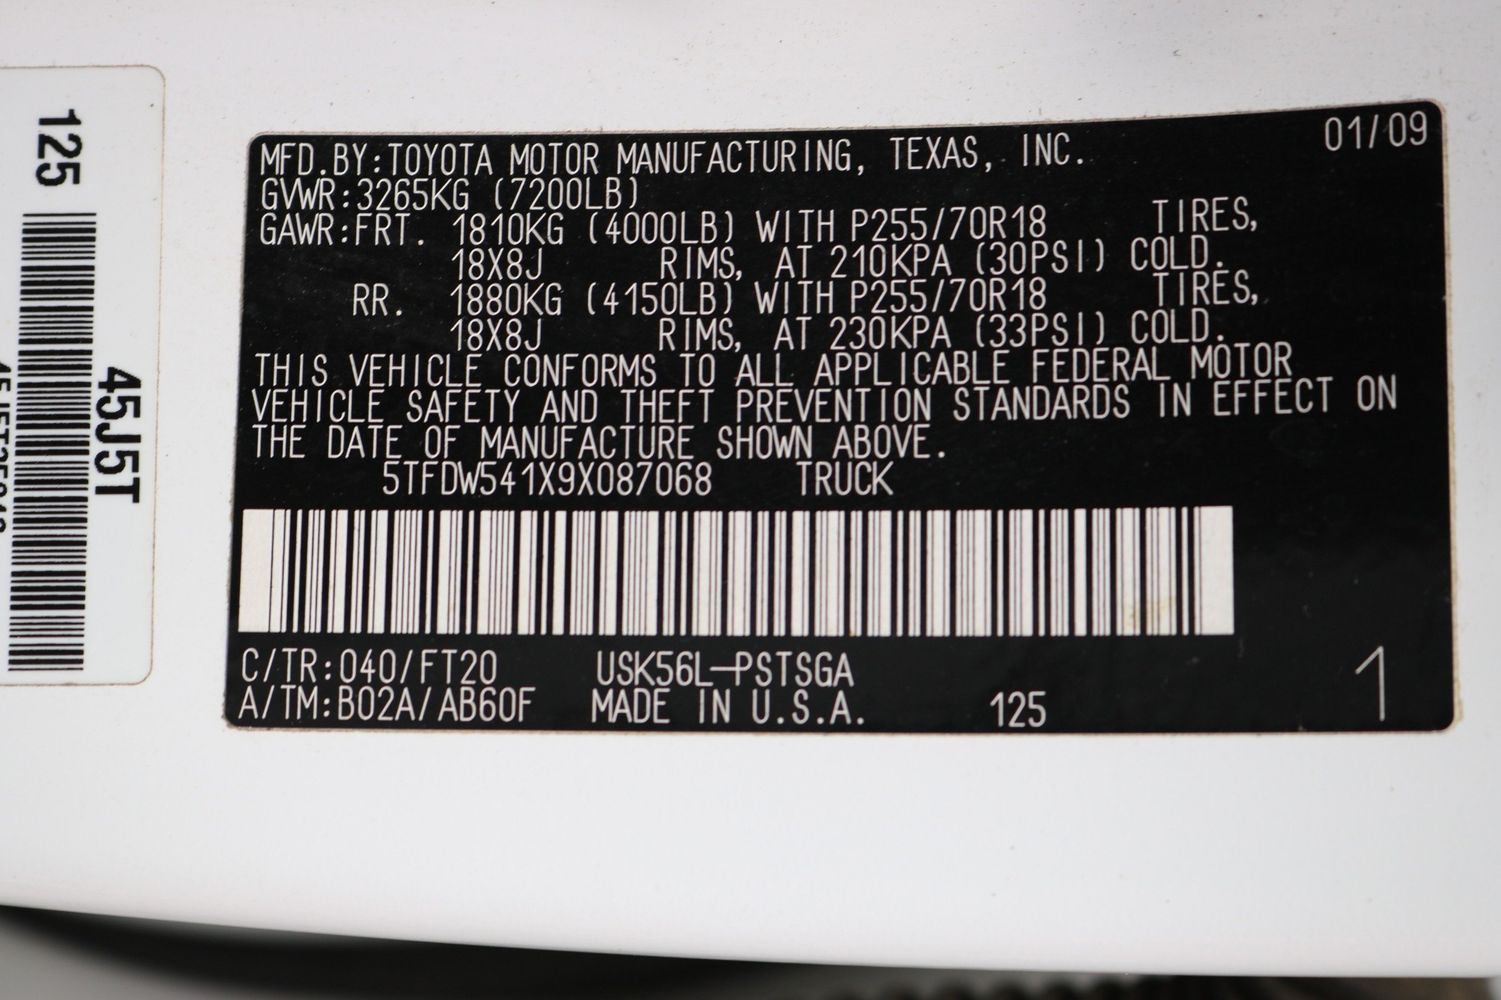 125
45J5T
01/09
MFD.BY:TOYOTA MOTOR MANUFACTURING, TEXAS, INC.
GVWR:3265KG (7200LB)
GAWR:FRT. 1810KG (4000LB) WITH P255/70R18 TIRES,
18X8J RIMS, AT 210KPA (30PSI) COLD.
RR. 1880KG (4150LB) WITH P255/70R18 TIRES,
18X8J RIMS, AT 230KPA (33PSI) COLD.
THIS VEHICLE CONFORMS TO ALL APPLICABLE FEDERAL MOTOR
VEHICLE SAFETY AND THEFT PREVENTION STANDARDS IN EFFECT ON
THE DATE OF MANUFACTURE SHOWN ABOVE.
5TFDW541X9X087068 TRUCK
C/TR:040/FT20 USK56L-PSTSGA
A/TM:B02A/AB60F MADE IN U.S.A. 125 1